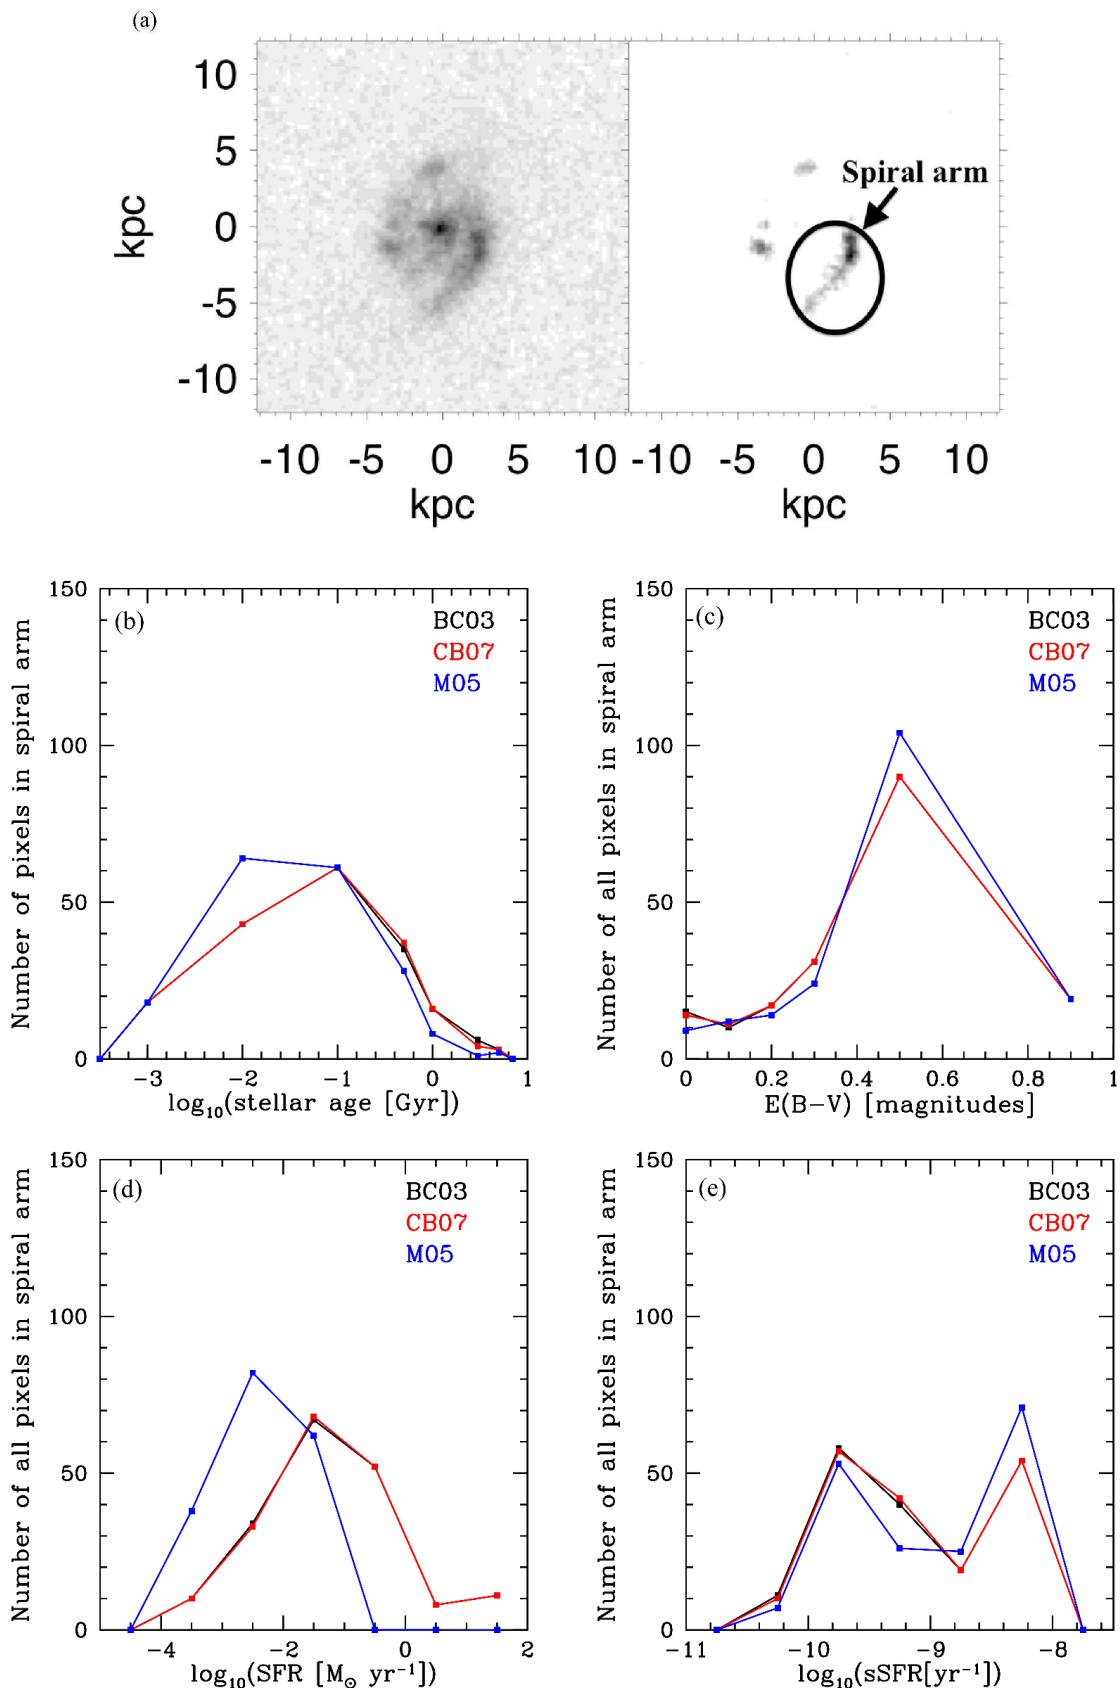 (a)
10
5
0
-5
-10
kpc
Spiral arm
-10 -5 0 5 10 -10 -5 0 5 10
kpc kpc
(b)
BC03
CB07
M05
150
100
50
0
Number of pixels in spiral arm
−3 −2 −1 0 1
log₁₀(stellar age [Gyr])
(c)
BC03
CB07
M05
150
100
50
0
Number of all pixels in spiral arm
0 0.2 0.4 0.6 0.8 1
E(B−V) [magnitudes]
(d)
BC03
CB07
M05
150
100
50
0
Number of all pixels in spiral arm
−4 −2 0 2
log₁₀(SFR [M☉ yr⁻¹])
(e)
BC03
CB07
M05
150
100
50
0
Number of all pixels in spiral arm
−11 −10 −9 −8
log₁₀(sSFR[yr⁻¹])